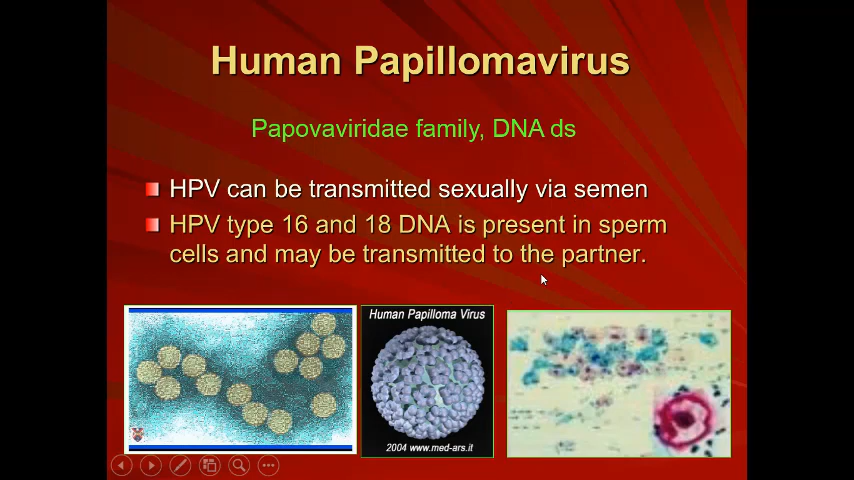 Human Papillomavirus
Papovaviridae family, DNA ds
HPV can be transmitted sexually via semen
HPV type 16 and 18 DNA is present in sperm
cells and may be transmitted to the partner.
Human Papilloma Virus
2004 www.med-ars.it